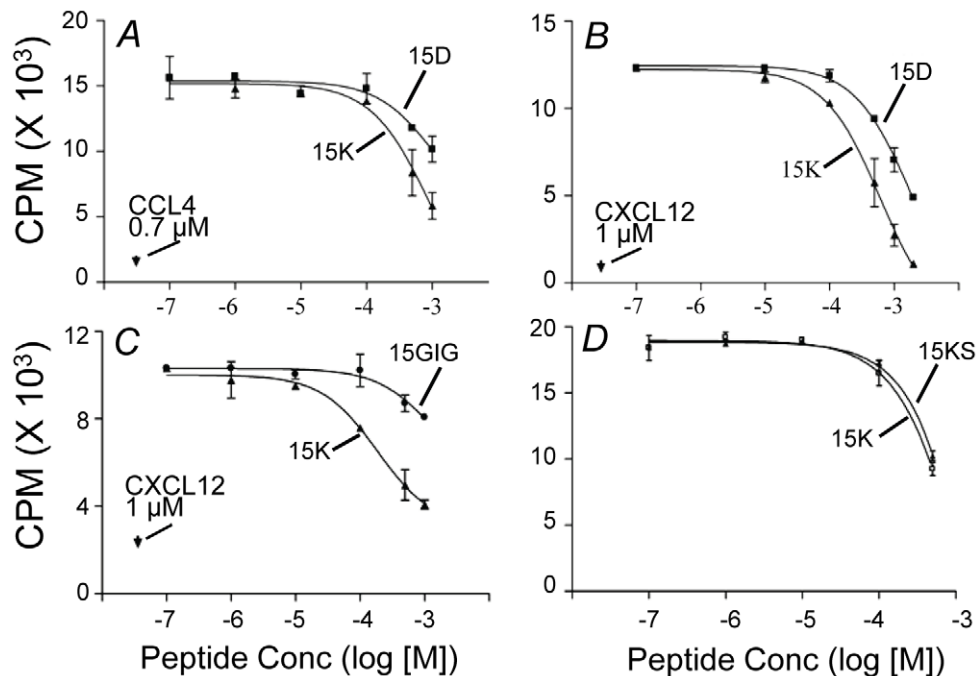 A
CPM (X 10³)
20
15
10
5
0
15D
15K
CCL4
0.7 µM
-7 -6 -5 -4 -3
B
15
10
5
0
15D
15K
CXCL12
1 µM
-7 -6 -5 -4 -3
C
CPM (X 10³)
12
8
4
0
15GIG
15K
CXCL12
1 µM
-7 -6 -5 -4 -3
Peptide Conc (log [M])
D
20
15
10
5
0
15KS
15K
-7 -6 -5 -4 -3
Peptide Conc (log [M])